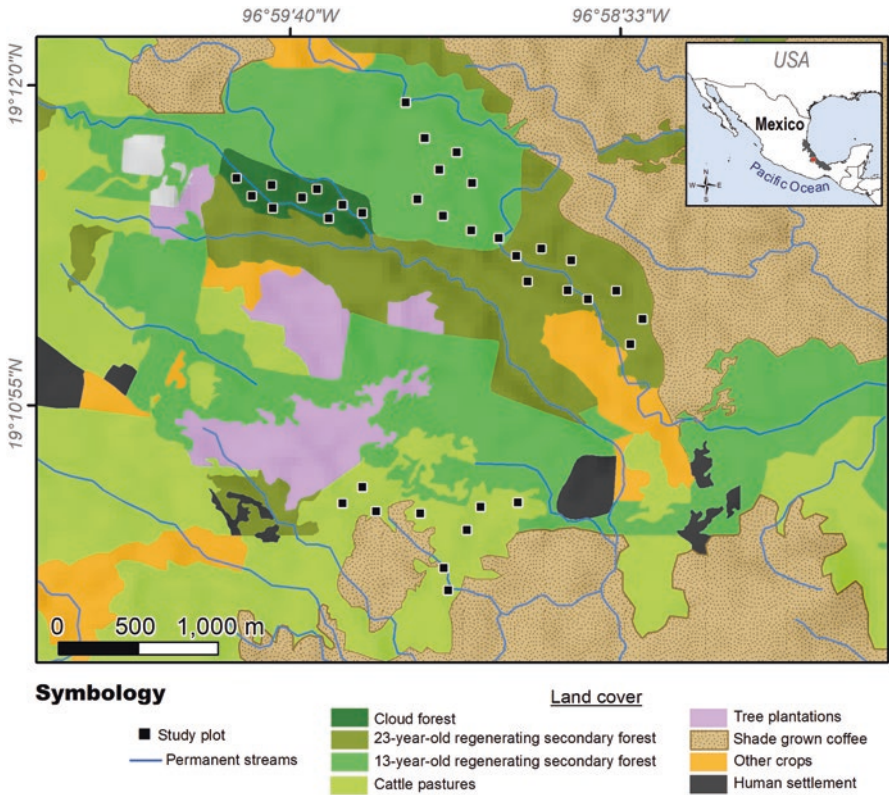 96°59'40"W
96°58'33"W
19°12'0"N
USA
Mexico
Pacific Ocean
N
W E
S
19°10'55"N
0 500 1,000 m
Symbology
Study plot
Permanent streams
Land cover
Cloud forest
23-year-old regenerating secondary forest
13-year-old regenerating secondary forest
Cattle pastures
Tree plantations
Shade grown coffee
Other crops
Human settlement